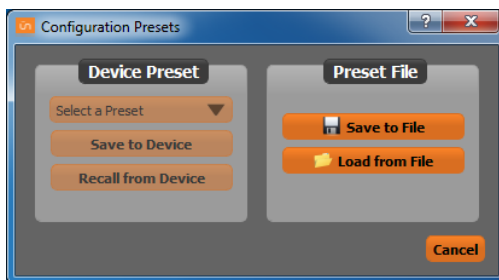 Configuration Presets
Device Preset
Select a Preset
Save to Device
Recall from Device
Preset File
Save to File
Load from File
Cancel